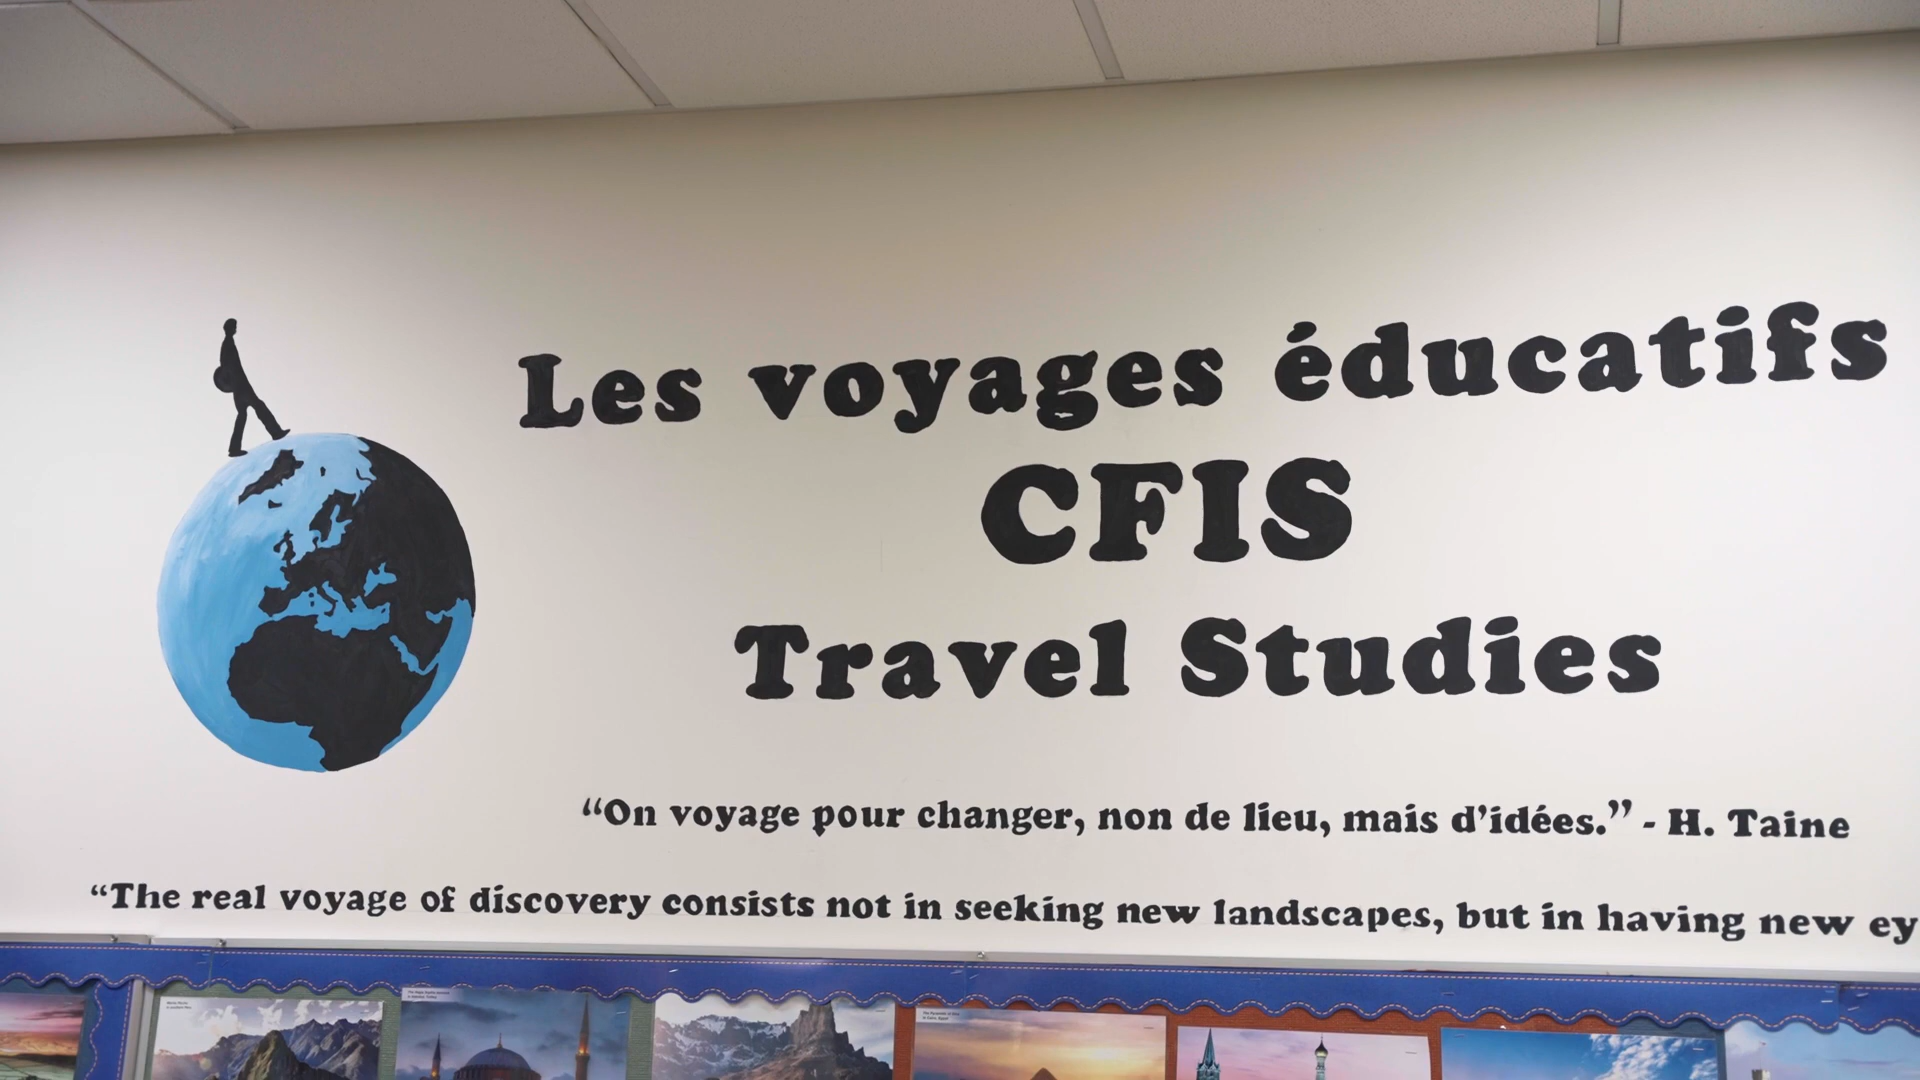 Les voyages éducatifs
CFIS
Travel Studies
“On voyage pour changer, non de lieu, mais d’idées.” - H. Taine
“The real voyage of discovery consists not in seeking new landscapes, but in having new ey